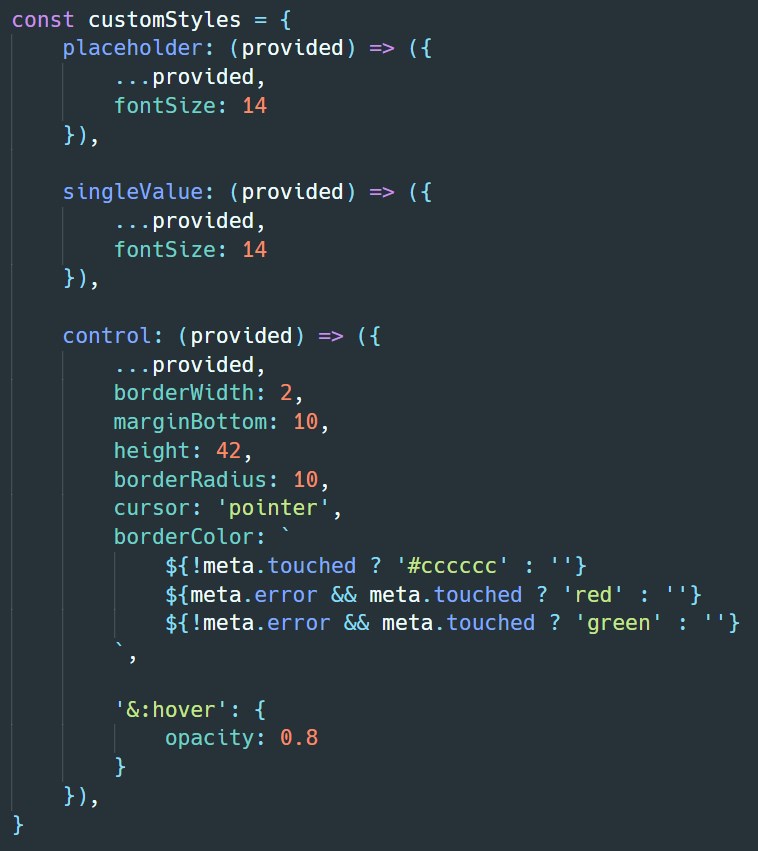 const customStyles = {
    placeholder: (provided) => ({
        ...provided,
        fontSize: 14
    }),

    singleValue: (provided) => ({
        ...provided,
        fontSize: 14
    }),

    control: (provided) => ({
        ...provided,
        borderWidth: 2,
        marginBottom: 10,
        height: 42,
        borderRadius: 10,
        cursor: 'pointer',
        borderColor: `
            ${!meta.touched ? '#cccccc' : ''}
            ${meta.error && meta.touched ? 'red' : ''}
            ${!meta.error && meta.touched ? 'green' : ''}
        `,

        '&:hover': {
            opacity: 0.8
        }
    }),
}